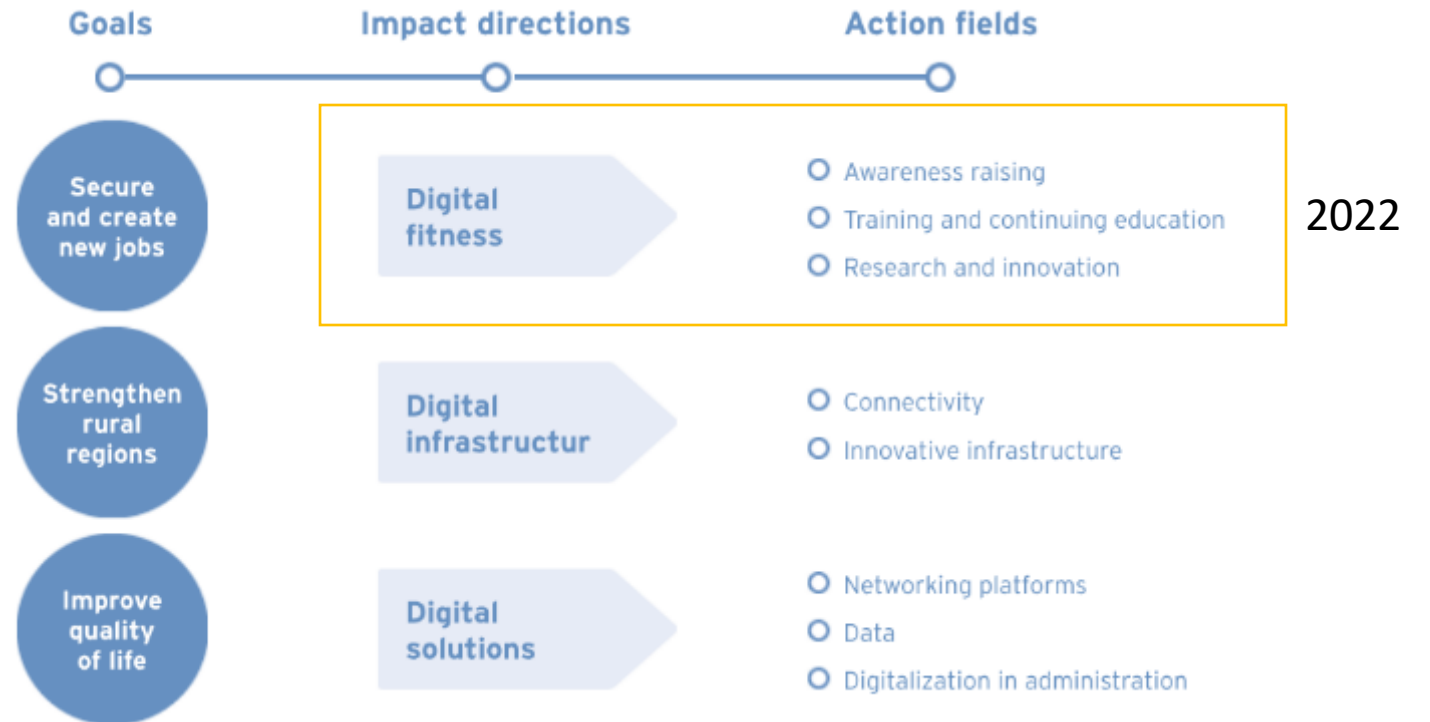 Goals
Impact directions
Action fields
Secure
and create
new jobs
Digital
fitness
Awareness raising
Training and continuing education
Research and innovation
2022
Strengthen
rural
regions
Digital
infrastructur
Connectivity
Innovative infrastructure
Improve
quality
of life
Digital
solutions
Networking platforms
Data
Digitalization in administration